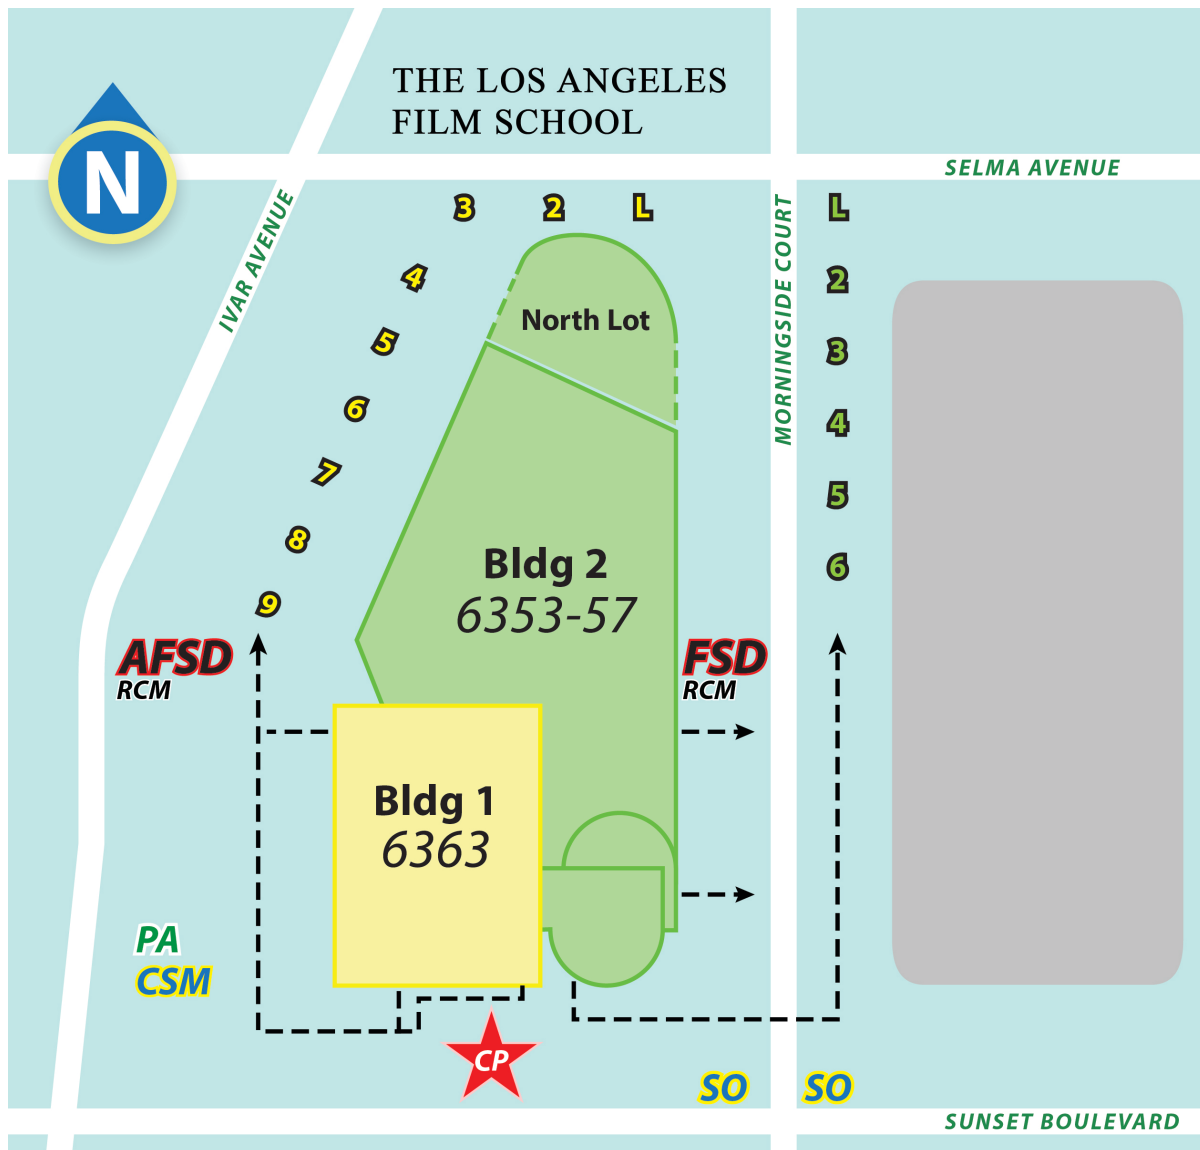 THE LOS ANGELES
FILM SCHOOL
N
SELMA AVENUE
IVAR AVENUE
MORNINGSIDE COURT
3 2 L
L
4
2
North Lot
5
3
6
4
7
5
8
Bldg 2
6353-57
6
9
AFSD
RCM
FSD
RCM
Bldg 1
6363
PA
CSM
CP
SO
SO
SUNSET BOULEVARD